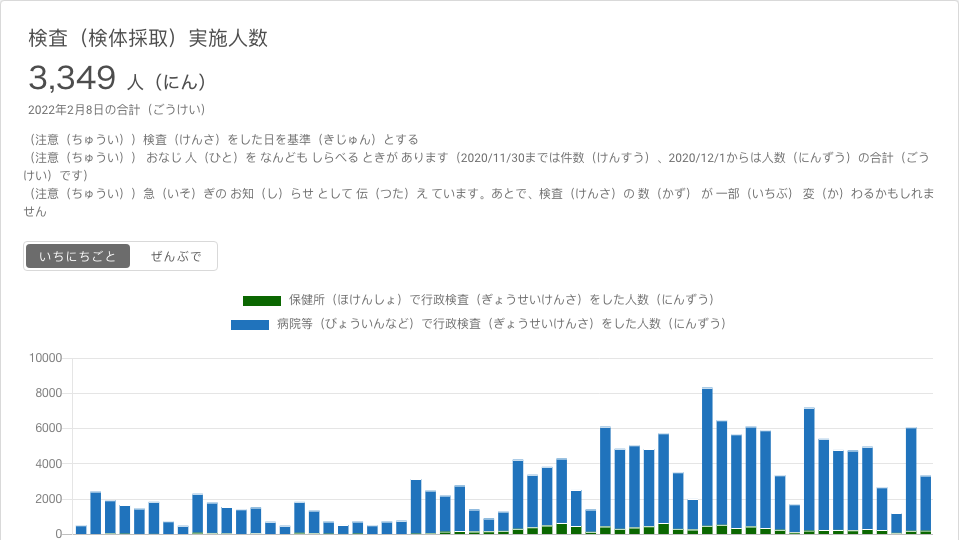 検査（検体採取）実施人数
3,349 人（にん）
2022年2月8日の合計（ごうけい）
（注意（ちゅうい））検査（けんさ）をした日を基準（きじゅん）とする
（注意（ちゅうい）） おなじ 人（ひと）を なんども しらべる ときが あります（2020/11/30までは件数（けんすう）、2020/12/1からは人数（にんずう）の合計（ごう
けい）です）
（注意（ちゅうい））急（いそ）ぎの お知（し）らせ として 伝（つた）え ています。あとで、検査（けんさ）の 数（かず） が 一部（いちぶ） 変（か）わるかもしれま
せん
いちにちごと ぜんぶで
保健所（ほけんしょ）で行政検査（ぎょうせいけんさ）をした人数（にんずう）
病院等（びょういんなど）で行政検査（ぎょうせいけんさ）をした人数（にんずう）
10000
8000
6000
4000
2000
0